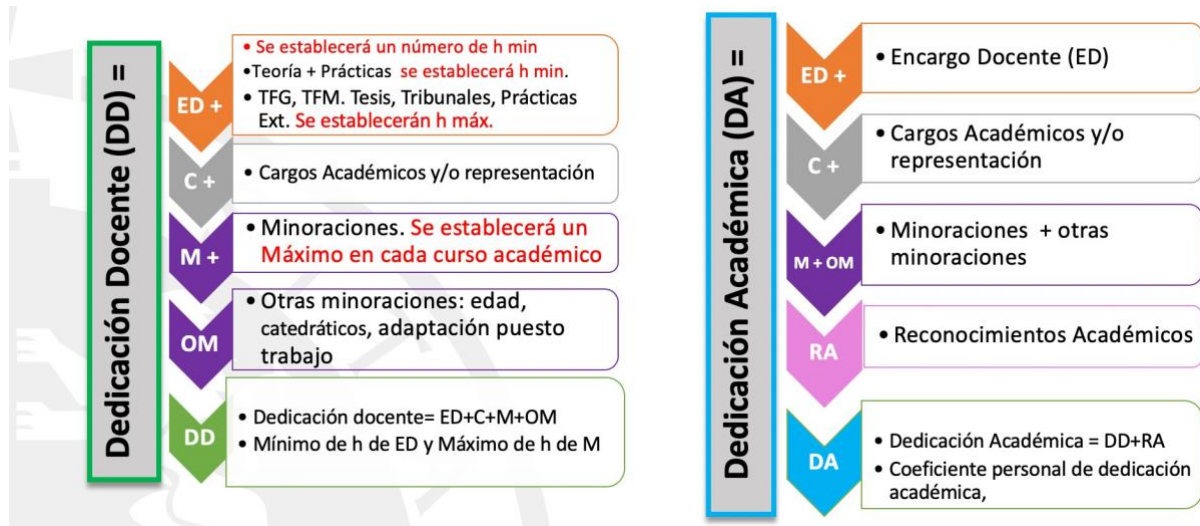 Dedicación Docente (DD) =
ED +
• Se establecerá un número de h min
•Teoría + Prácticas se establecerá h min.
• TFG, TFM. Tesis, Tribunales, Prácticas
Ext. Se establecerán h máx.
C +
• Cargos Académicos y/o representación
M +
• Minoraciones. Se establecerá un
Máximo en cada curso académico
OM
• Otras minoraciones: edad,
catedráticos, adaptación puesto
trabajo
DD
• Dedicación docente= ED+C+M+OM
• Mínimo de h de ED y Máximo de h de M
Dedicación Académica (DA) =
ED +
• Encargo Docente (ED)
C +
• Cargos Académicos y/o
representación
M + OM
• Minoraciones + otras
minoraciones
RA
• Reconocimientos Académicos
DA
• Dedicación Académica = DD+RA
• Coeficiente personal de dedicación
académica,